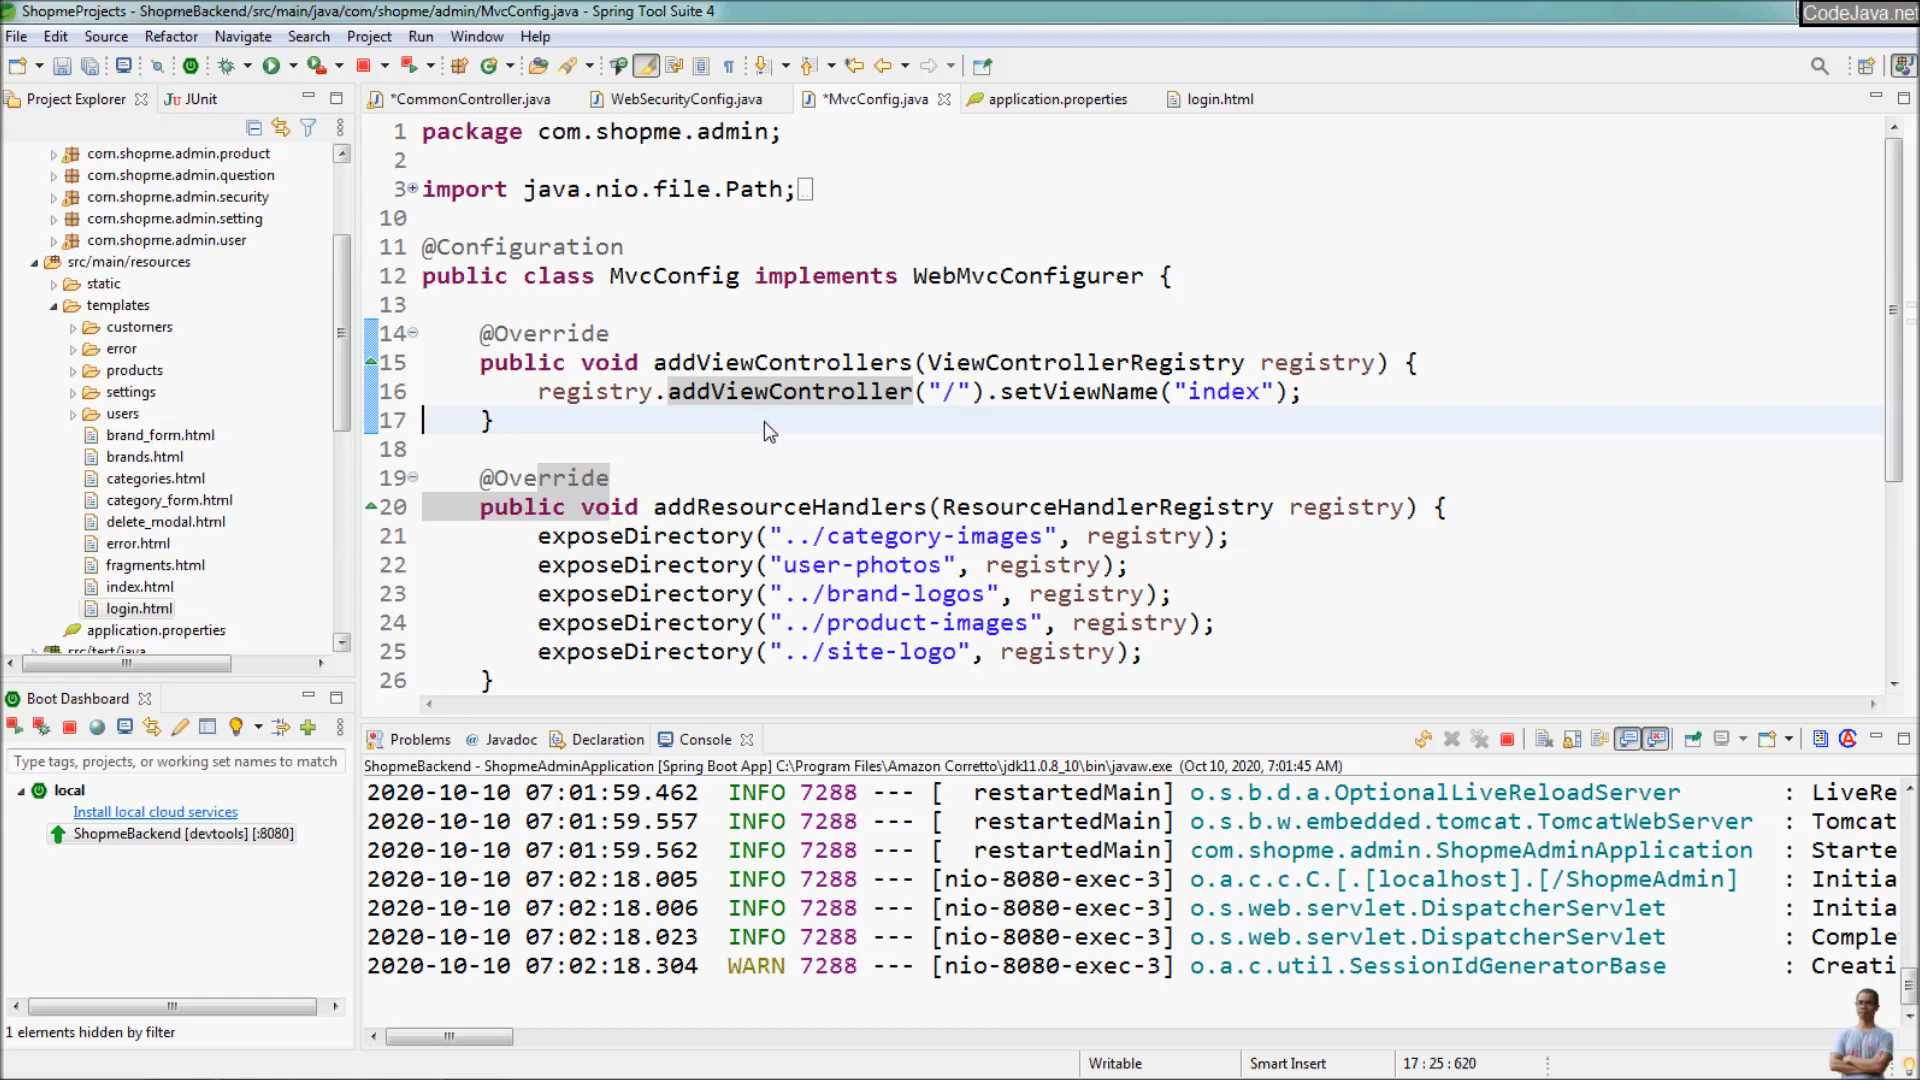 ShopmeProjects - ShopmeBackend/src/main/java/com/shopme/admin/MvcConfig.java - Spring Tool Suite 4
CodeJava.net
File Edit Source Refactor Navigate Search Project Run Window Help
Project Explorer JUnit
*CommonController.java WebSecurityConfig.java *MvcConfig.java application.properties login.html
com.shopme.admin.product
com.shopme.admin.question
com.shopme.admin.security
com.shopme.admin.setting
com.shopme.admin.user
src/main/resources
static
templates
customers
error
products
settings
users
brand_form.html
brands.html
categories.html
category_form.html
delete_modal.html
error.html
fragments.html
index.html
login.html
application.properties
src/test/java
1 package com.shopme.admin;
2
3 import java.nio.file.Path;
10
11 @Configuration
12 public class MvcConfig implements WebMvcConfigurer {
13
14 @Override
15 public void addViewControllers(ViewControllerRegistry registry) {
16 registry.addViewController("/").setViewName("index");
17 }
18
19 @Override
20 public void addResourceHandlers(ResourceHandlerRegistry registry) {
21 exposeDirectory("../category-images", registry);
22 exposeDirectory("user-photos", registry);
23 exposeDirectory("../brand-logos", registry);
24 exposeDirectory("../product-images", registry);
25 exposeDirectory("../site-logo", registry);
26 }
Boot Dashboard
Type tags, projects, or working set names to match
local
Install local cloud services
ShopmeBackend [devtools] [:8080]
1 elements hidden by filter
Problems @ Javadoc Declaration Console
ShopmeBackend - ShopmeAdminApplication [Spring Boot App] C:\Program Files\Amazon Corretto\jdk11.0.8_10\bin\javaw.exe (Oct 10, 2020, 7:01:45 AM)
2020-10-10 07:01:59.462 INFO 7288 --- [ restartedMain] o.s.b.d.a.OptionalLiveReloadServer : LiveRe
2020-10-10 07:01:59.557 INFO 7288 --- [ restartedMain] o.s.b.w.embedded.tomcat.TomcatWebServer : Tomcat
2020-10-10 07:01:59.562 INFO 7288 --- [ restartedMain] com.shopme.admin.ShopmeAdminApplication : Starte
2020-10-10 07:02:18.005 INFO 7288 --- [nio-8080-exec-3] o.a.c.c.C.[.[localhost].[/ShopmeAdmin] : Initia
2020-10-10 07:02:18.006 INFO 7288 --- [nio-8080-exec-3] o.s.web.servlet.DispatcherServlet : Initia
2020-10-10 07:02:18.023 INFO 7288 --- [nio-8080-exec-3] o.s.web.servlet.DispatcherServlet : Comple
2020-10-10 07:02:18.304 WARN 7288 --- [nio-8080-exec-3] o.a.c.util.SessionIdGeneratorBase : Creati
Writable Smart Insert 17 : 25 : 620